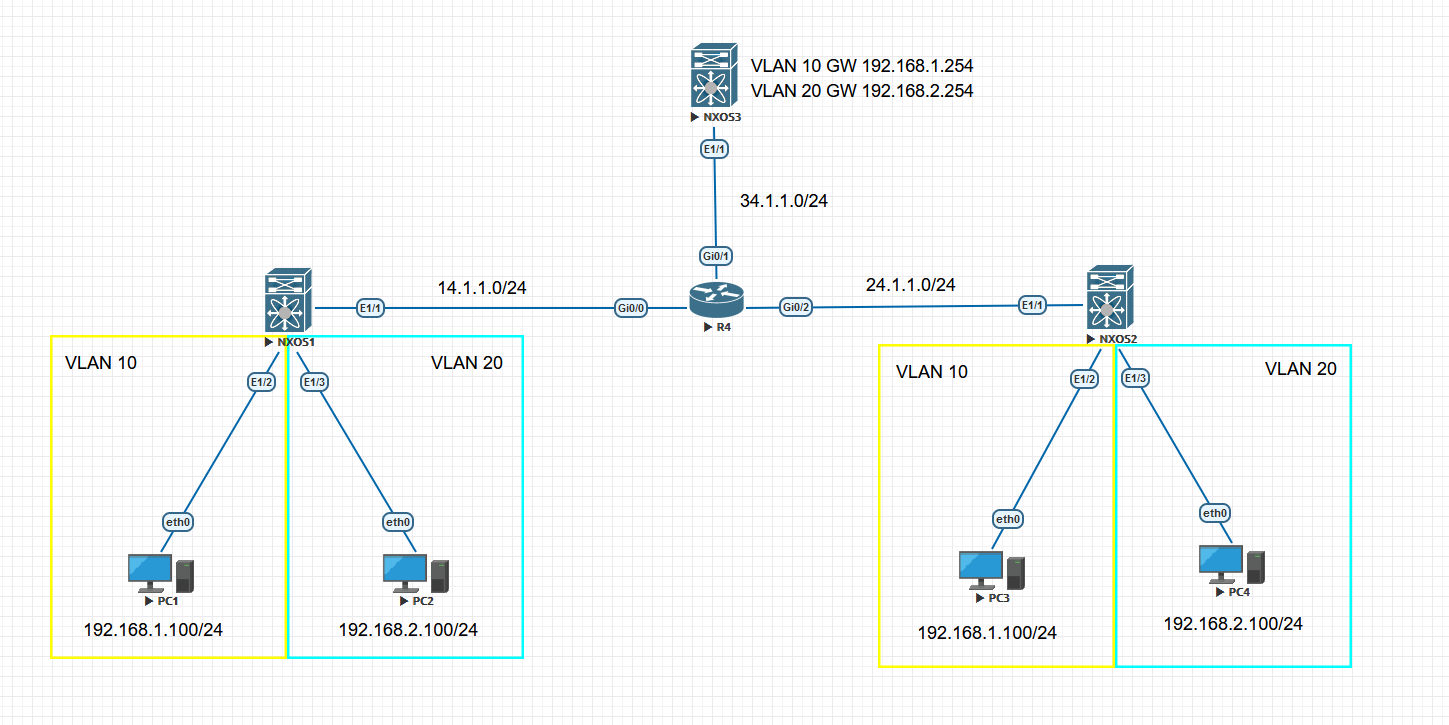 VLAN 10 GW 192.168.1.254
VLAN 20 GW 192.168.2.254
NXOS3
E1/1
34.1.1.0/24
Gi0/1
14.1.1.0/24
24.1.1.0/24
E1/1
Gi0/0
Gi0/2
E1/1
R4
NXOS1
NXOS2
VLAN 10
VLAN 20
VLAN 10
VLAN 20
E1/2
E1/3
E1/2
E1/3
eth0
eth0
eth0
eth0
PC1
PC2
PC3
PC4
192.168.1.100/24
192.168.2.100/24
192.168.1.100/24
192.168.2.100/24